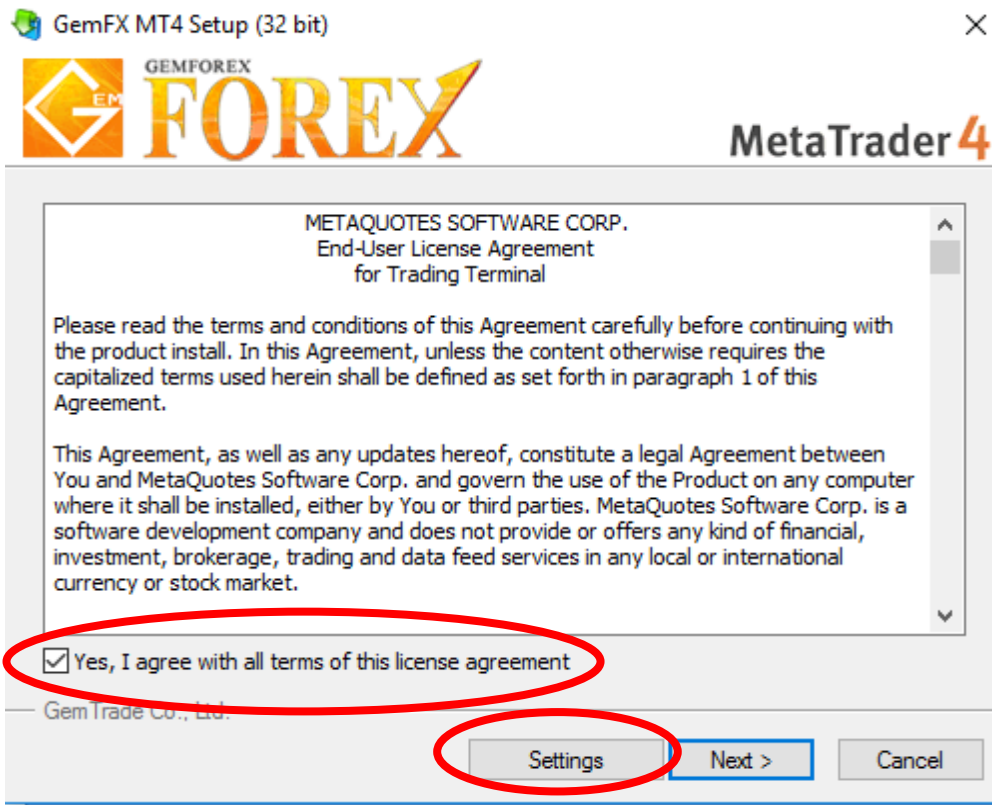 GemFX MT4 Setup (32 bit)
GEM
GEMFOREX
FOREX
MetaTrader 4
METAQUOTES SOFTWARE CORP.
End-User License Agreement
for Trading Terminal
Please read the terms and conditions of this Agreement carefully before continuing with
the product install. In this Agreement, unless the content otherwise requires the
capitalized terms used herein shall be defined as set forth in paragraph 1 of this
Agreement.
This Agreement, as well as any updates hereof, constitute a legal Agreement between
You and MetaQuotes Software Corp. and govern the use of the Product on any computer
where it shall be installed, either by You or third parties. MetaQuotes Software Corp. is a
software development company and does not provide or offers any kind of financial,
investment, brokerage, trading and data feed services in any local or international
currency or stock market.
Yes, I agree with all terms of this license agreement
GemTrade Co., Ltd.
Settings
Next >
Cancel